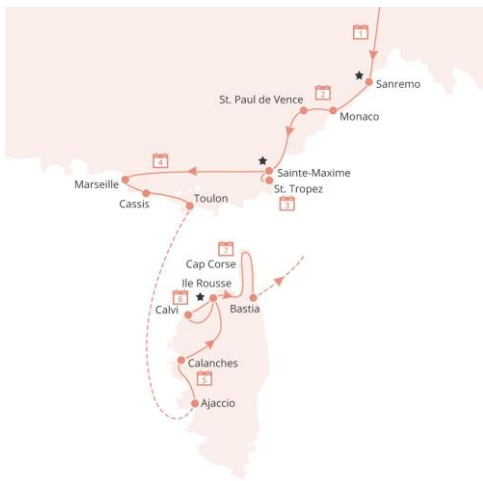 1
Sanremo
2
St. Paul de Vence
Monaco
4
Sainte-Maxime
Marseille
St. Tropez
Cassis
Toulon
3
7
Cap Corse
Ile Rousse
6
Calvi
Bastia
Calanches
5
Ajaccio